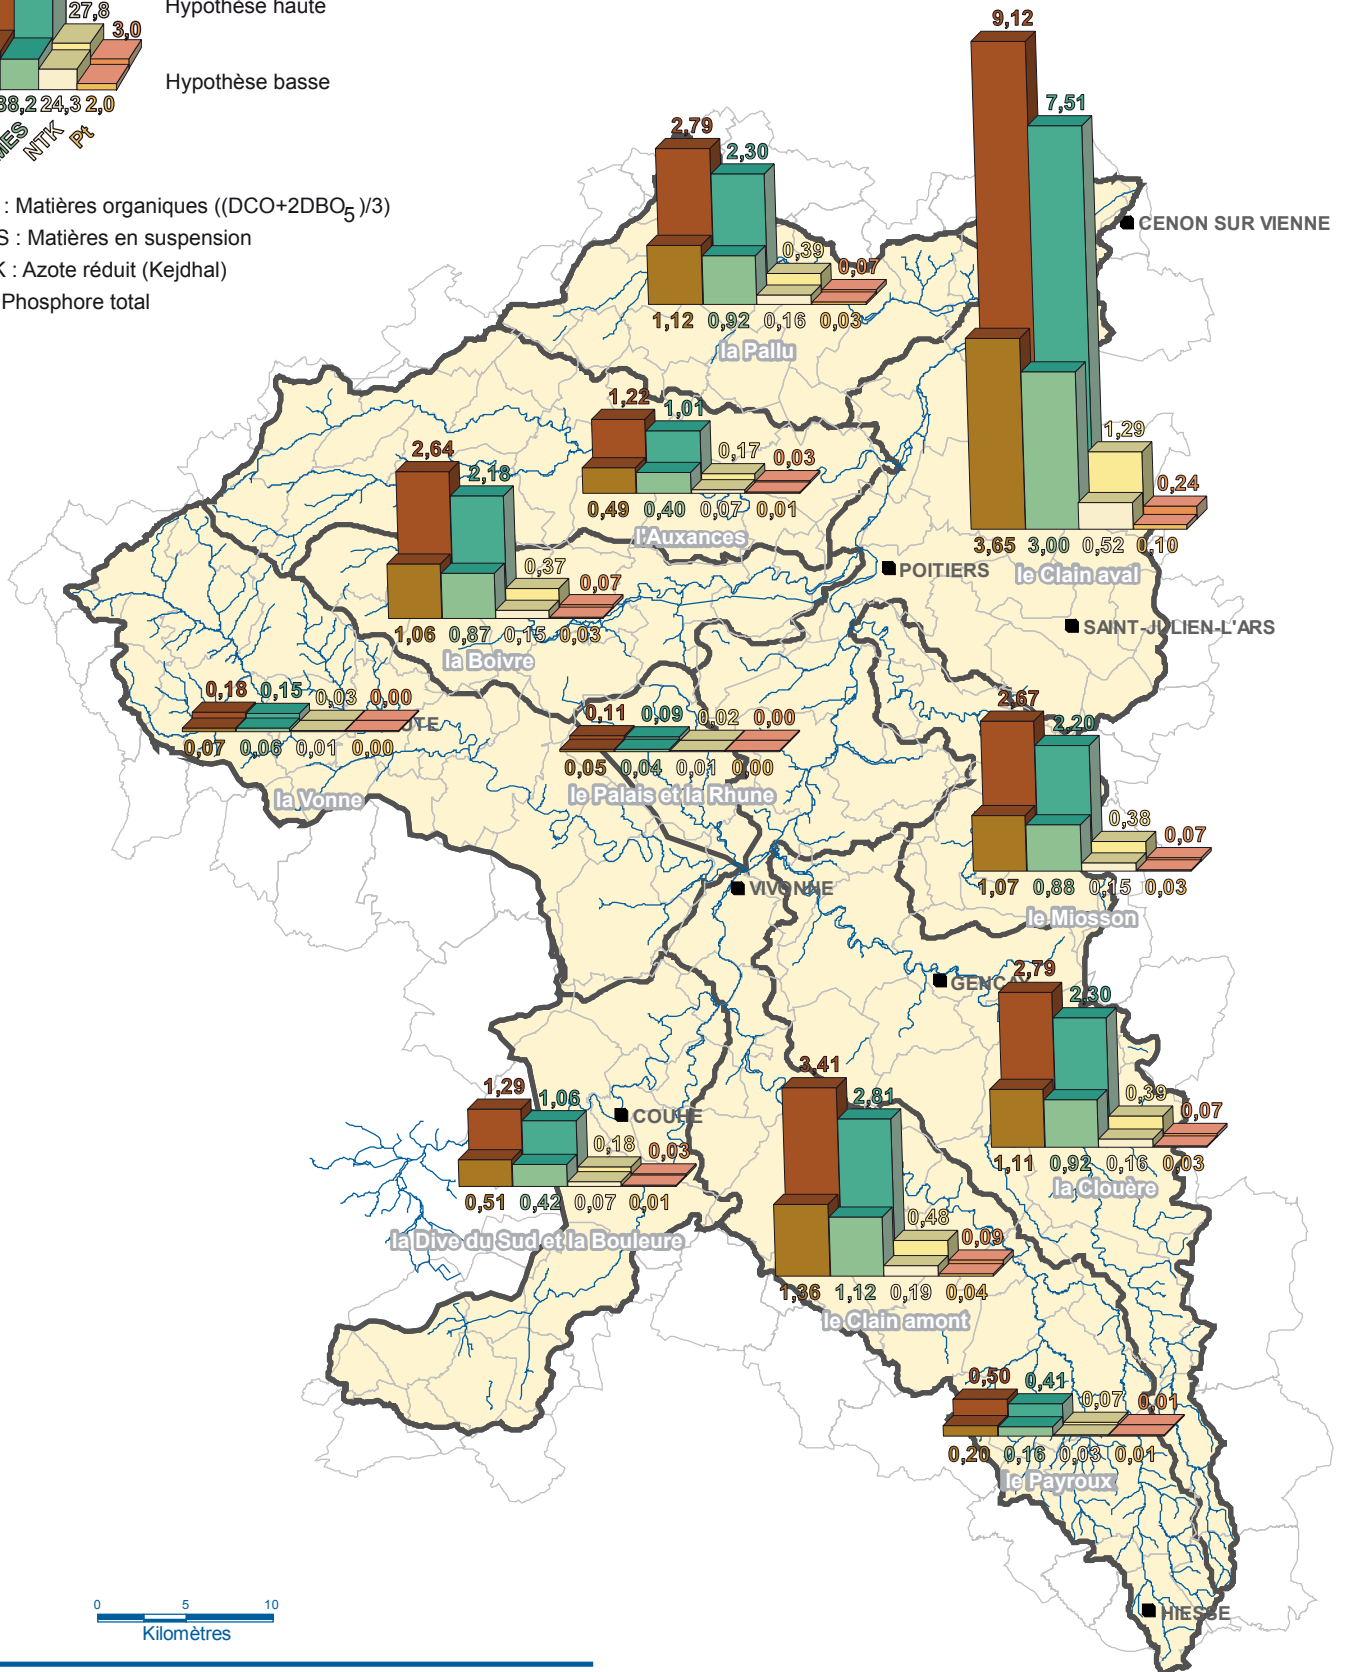 Hypothèse haute
27,8
3,0
Hypothèse basse
38,2 24,3 2,0
MES NTK Pt
: Matières organiques ((DCO+2DBO5)/3)
S : Matières en suspension
K : Azote réduit (Kejdhal)
Phosphore total
9,12
7,51
1,29
0,24
3,65 3,00 0,52 0,10
le Clain aval
CENON SUR VIENNE
2,79
2,30
0,39
0,07
1,12 0,92 0,16 0,03
la Pallu
1,22
1,01
0,17
0,03
0,49 0,40 0,07 0,01
l'Auxances
2,64
2,18
0,37
0,07
1,06 0,87 0,15 0,03
la Boivre
POITIERS
SAINT-JULIEN-L'ARS
0,18 0,15 0,03 0,00
0,07 0,06 0,01 0,00
la Vonne
0,11 0,09 0,02 0,00
0,05 0,04 0,01 0,00
le Palais et la Rhune
2,67
2,20
0,38
0,07
1,07 0,88 0,15 0,03
le Miosson
VIVONNE
GENÇAY
2,79
2,30
0,39
0,07
1,11 0,92 0,16 0,03
la Clouère
1,29
1,06
0,18
0,03
0,51 0,42 0,07 0,01
la Dive du Sud et la Bouleure
COUHE
3,41
2,81
0,48
0,09
1,36 1,12 0,19 0,04
le Clain amont
0,50 0,41 0,07 0,01
0,20 0,16 0,03 0,01
le Payroux
HIESSE
0 5 10
Kilomètres